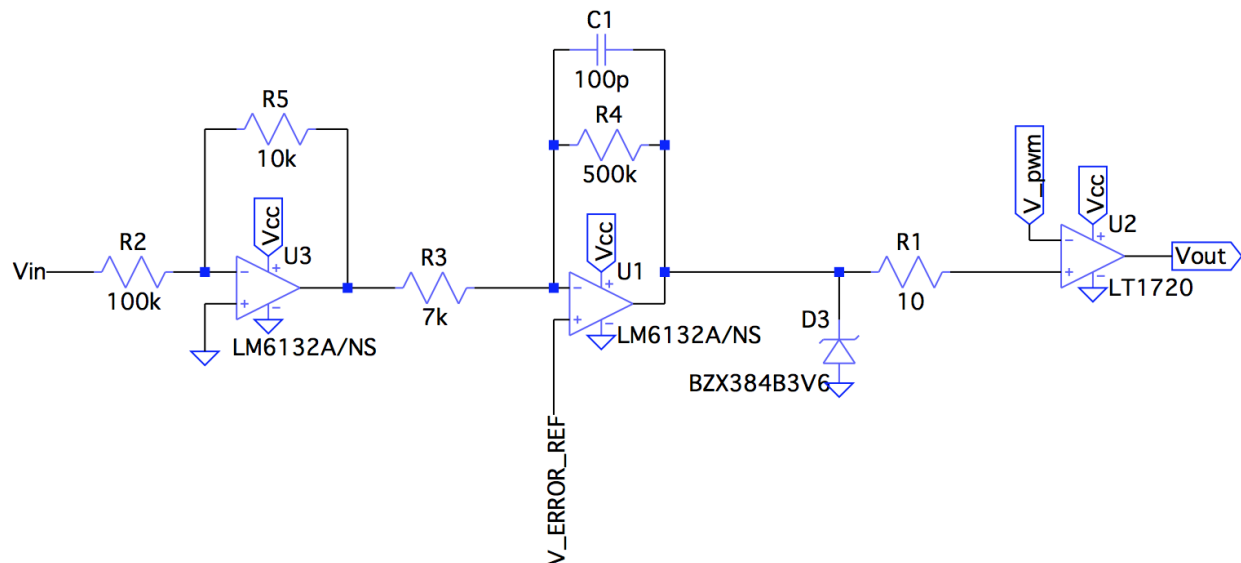 C1
100p
R5
10k
R4
500k
V_pwm
Vcc
Vcc
Vcc
U3
U1
U2
Vin
R2
100k
R3
7k
R1
10
Vout
LM6132A/NS
LM6132A/NS
LT1720
D3
BZX384B3V6
V_ERROR_REF